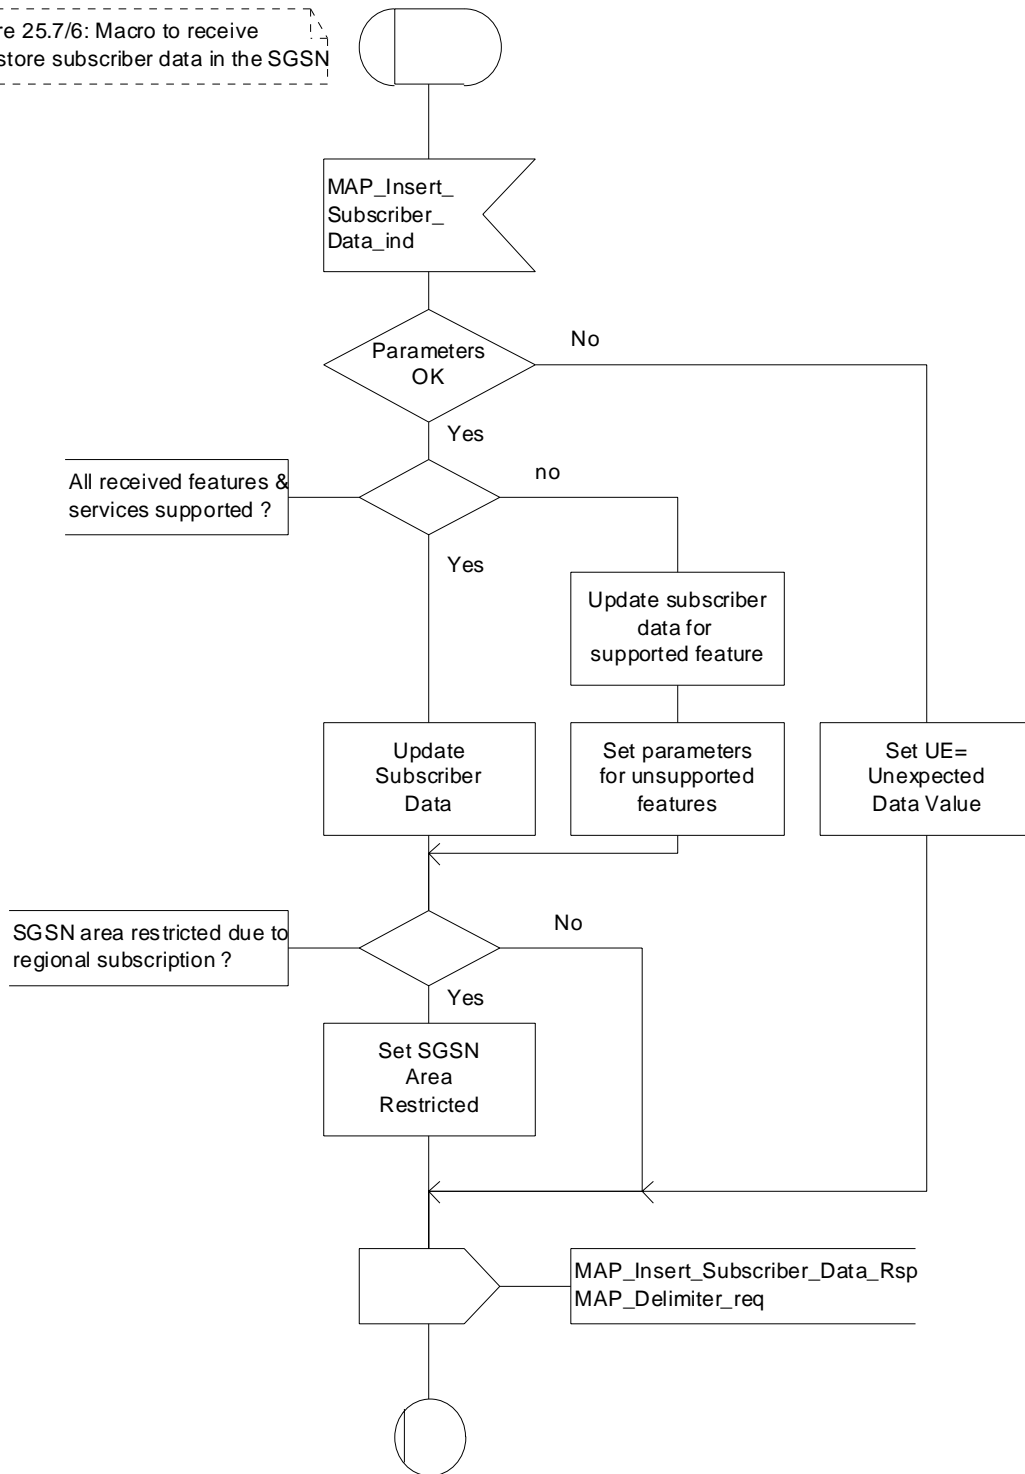 re 25.7/6: Macro to receive
store subscriber data in the SGSN
MAP_Insert_
Subscriber_
Data_ind
Parameters
OK
No
Yes
All received features &
services supported ?
no
Yes
Update subscriber
data for
supported feature
Update
Subscriber
Data
Set parameters
for unsupported
features
Set UE=
Unexpected
Data Value
SGSN area restricted due to
regional subscription ?
No
Yes
Set SGSN
Area
Restricted
MAP_Insert_Subscriber_Data_Rsp
MAP_Delimiter_req